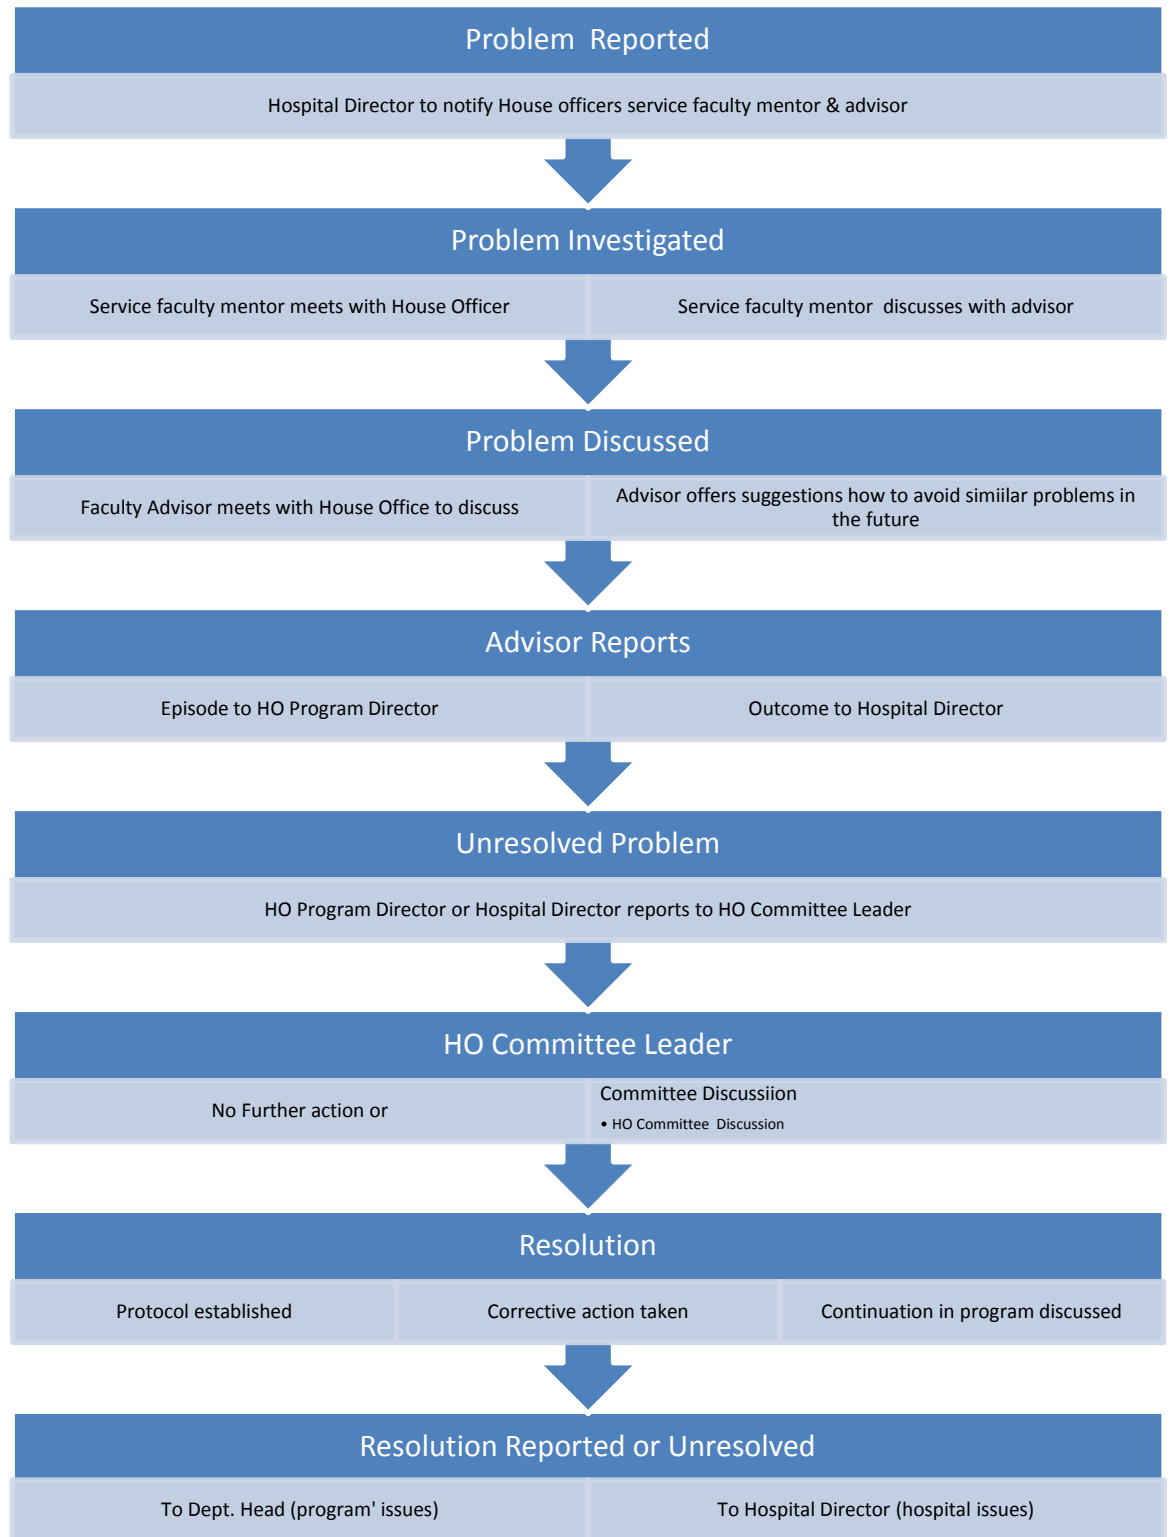 Problem  Reported
Hospital Director to notify House officers service faculty mentor & advisor
Problem Investigated
Service faculty mentor meets with House Officer
Service faculty mentor  discusses with advisor
Problem Discussed
Faculty Advisor meets with House Office to discuss
Advisor offers suggestions how to avoid simiilar problems in
the future
Advisor Reports
Episode to HO Program Director
Outcome to Hospital Director
Unresolved Problem
HO Program Director or Hospital Director reports to HO Committee Leader
HO Committee Leader
No Further action or
Committee Discussiion
• HO Committee  Discussion
Resolution
Protocol established
Corrective action taken
Continuation in program discussed
Resolution Reported or Unresolved
To Dept. Head (program' issues)
To Hospital Director (hospital issues)